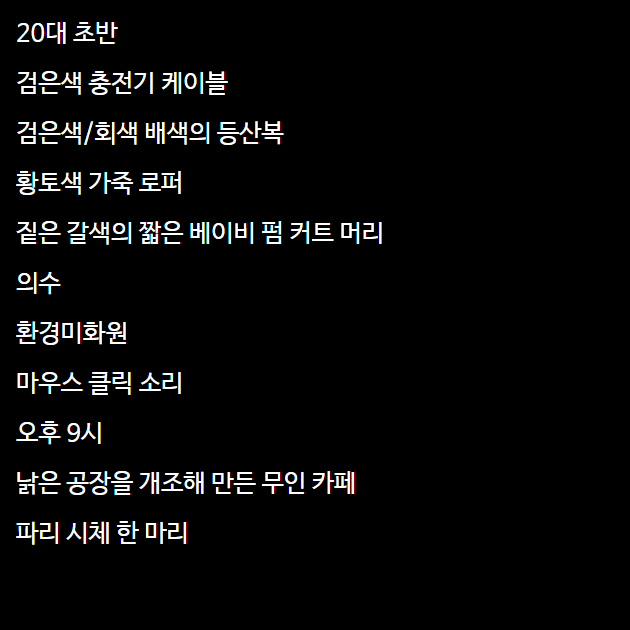 20대 초반
검은색 충전기 케이블
검은색/회색 배색의 등산복
황토색 가죽 로퍼
짙은 갈색의 짧은 베이비 펌 커트 머리
의수
환경미화원
마우스 클릭 소리
오후 9시
낡은 공장을 개조해 만든 무인 카페
파리 시체 한 마리